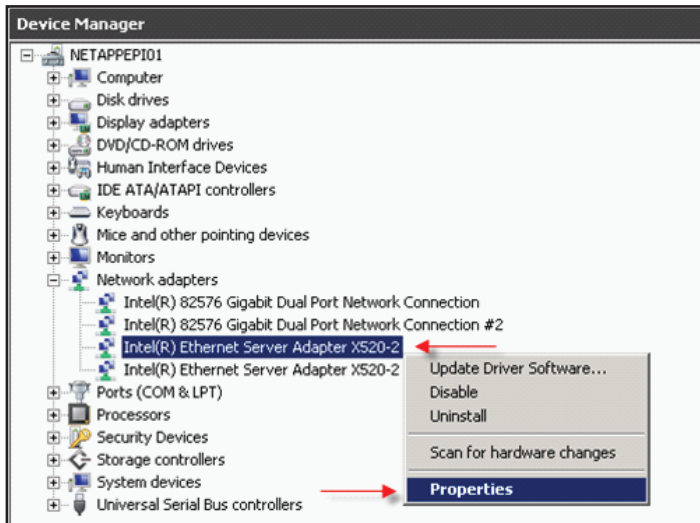 Device Manager
NETAPPEPI01
Computer
Disk drives
Display adapters
DVD/CD-ROM drives
Human Interface Devices
IDE ATA/ATAPI controllers
Keyboards
Mice and other pointing devices
Monitors
Network adapters
Intel(R) 82576 Gigabit Dual Port Network Connection
Intel(R) 82576 Gigabit Dual Port Network Connection #2
Intel(R) Ethernet Server Adapter X520-2
Intel(R) Ethernet Server Adapter X520-2
Ports (COM & LPT)
Processors
Security Devices
Storage controllers
System devices
Universal Serial Bus controllers
Update Driver Software...
Disable
Uninstall
Scan for hardware changes
Properties